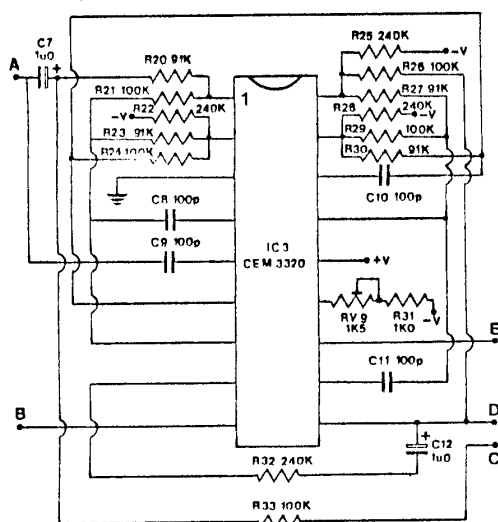 C7
1u0
+
A
R20 91K
R21 100K
R22
240K
-V
R23 91K
R24 100K
1
R25 240K
-V
R26 100K
R27 91K
R28
240K
-V
R29
100K
R30
91K
C8 100p
C9 100p
C10 100p
IC3
CEM 3320
+V
RV9
1K5
R31
1K0
-V
E
C11 100p
B
D
+
C12
1u0
C
R32 240K
R33 100K